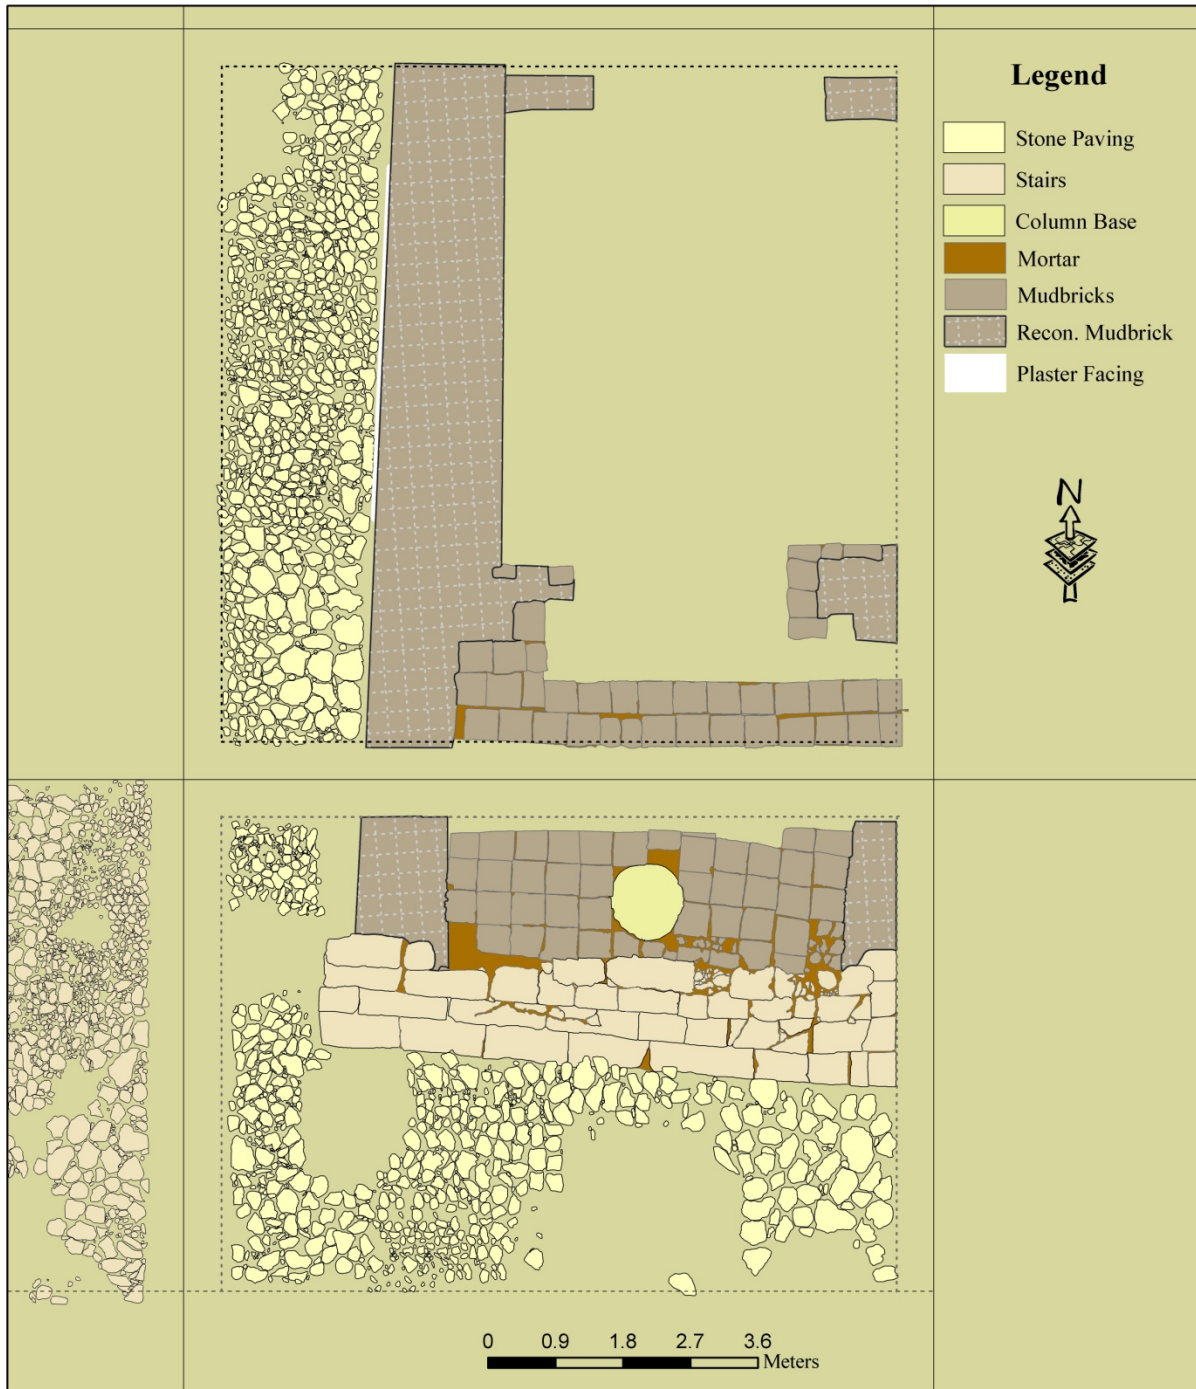 Legend
Stone Paving
Stairs
Column Base
Mortar
Mudbricks
Recon. Mudbrick
Plaster Facing
N
0 0.9 1.8 2.7 3.6
Meters